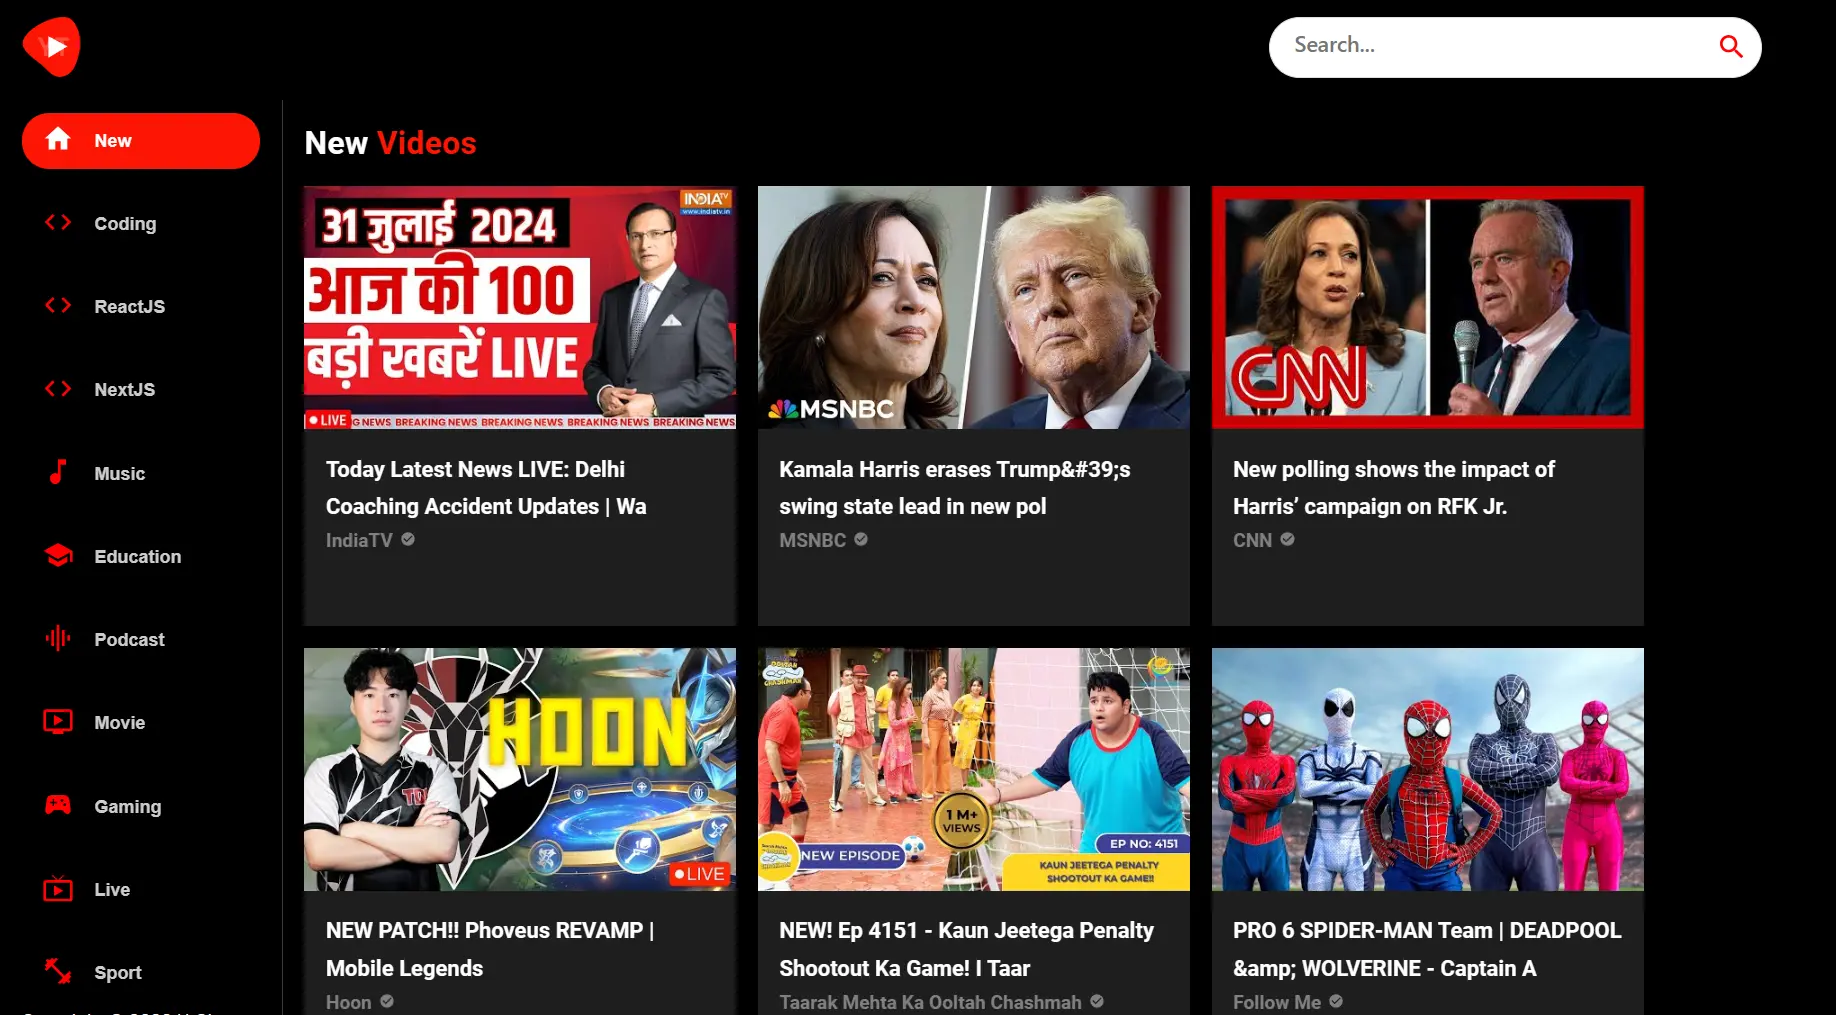 Search...
New
Coding
ReactJS
NextJS
Music
Education
Podcast
Movie
Gaming
Live
Sport
New Videos
INDIA TV
www.indiatv.in
31 जुलाई 2024
आज की 100
बड़ी खबरें LIVE
LIVE
G NEWS BREAKING NEWS BREAKING NEWS BREAKING NEWS BREAKING NEWS
Today Latest News LIVE: Delhi
Coaching Accident Updates | Wa
IndiaTV
MSNBC
Kamala Harris erases Trump&#39;s
swing state lead in new pol
MSNBC
CNN
New polling shows the impact of
Harris’ campaign on RFK Jr.
CNN
HOON
LIVE
NEW PATCH!! Phoveus REVAMP |
Mobile Legends
Hoon
1 M+
VIEWS
NEW EPISODE
EP NO: 4151
KAUN JEETEGA PENALTY
SHOOTOUT KA GAME!!
NEW! Ep 4151 - Kaun Jeetega Penalty
Shootout Ka Game! I Taar
Taarak Mehta Ka Ooltah Chashmah
PRO 6 SPIDER-MAN Team | DEADPOOL
&amp; WOLVERINE - Captain A
Follow Me